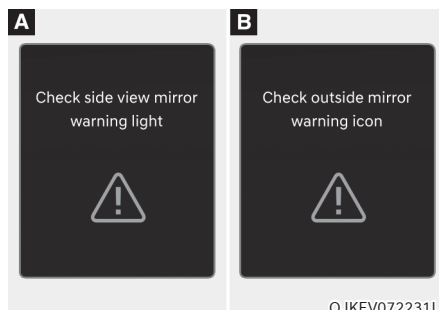 A
Check side view mirror
warning light
B
Check outside mirror
warning icon